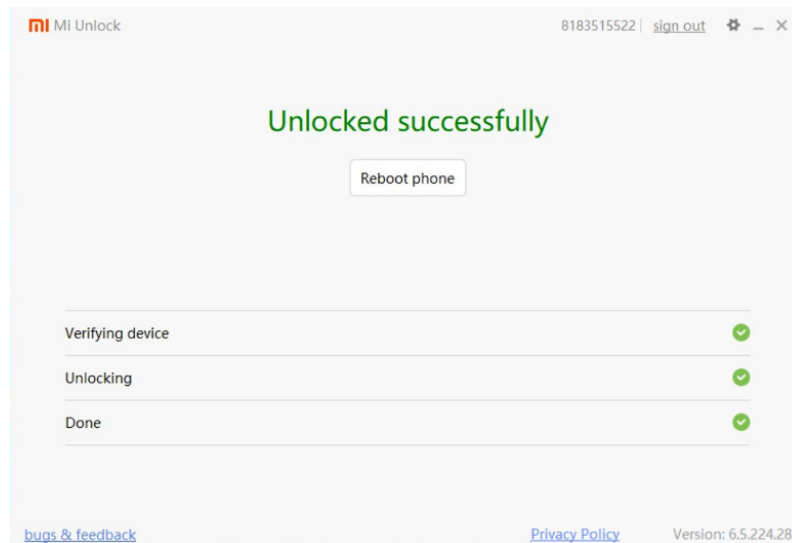 Mi Unlock 8183515522 | sign out
Unlocked successfully
Reboot phone
Verifying device
Unlocking
Done
bugs & feedback Privacy Policy Version: 6.5.224.28